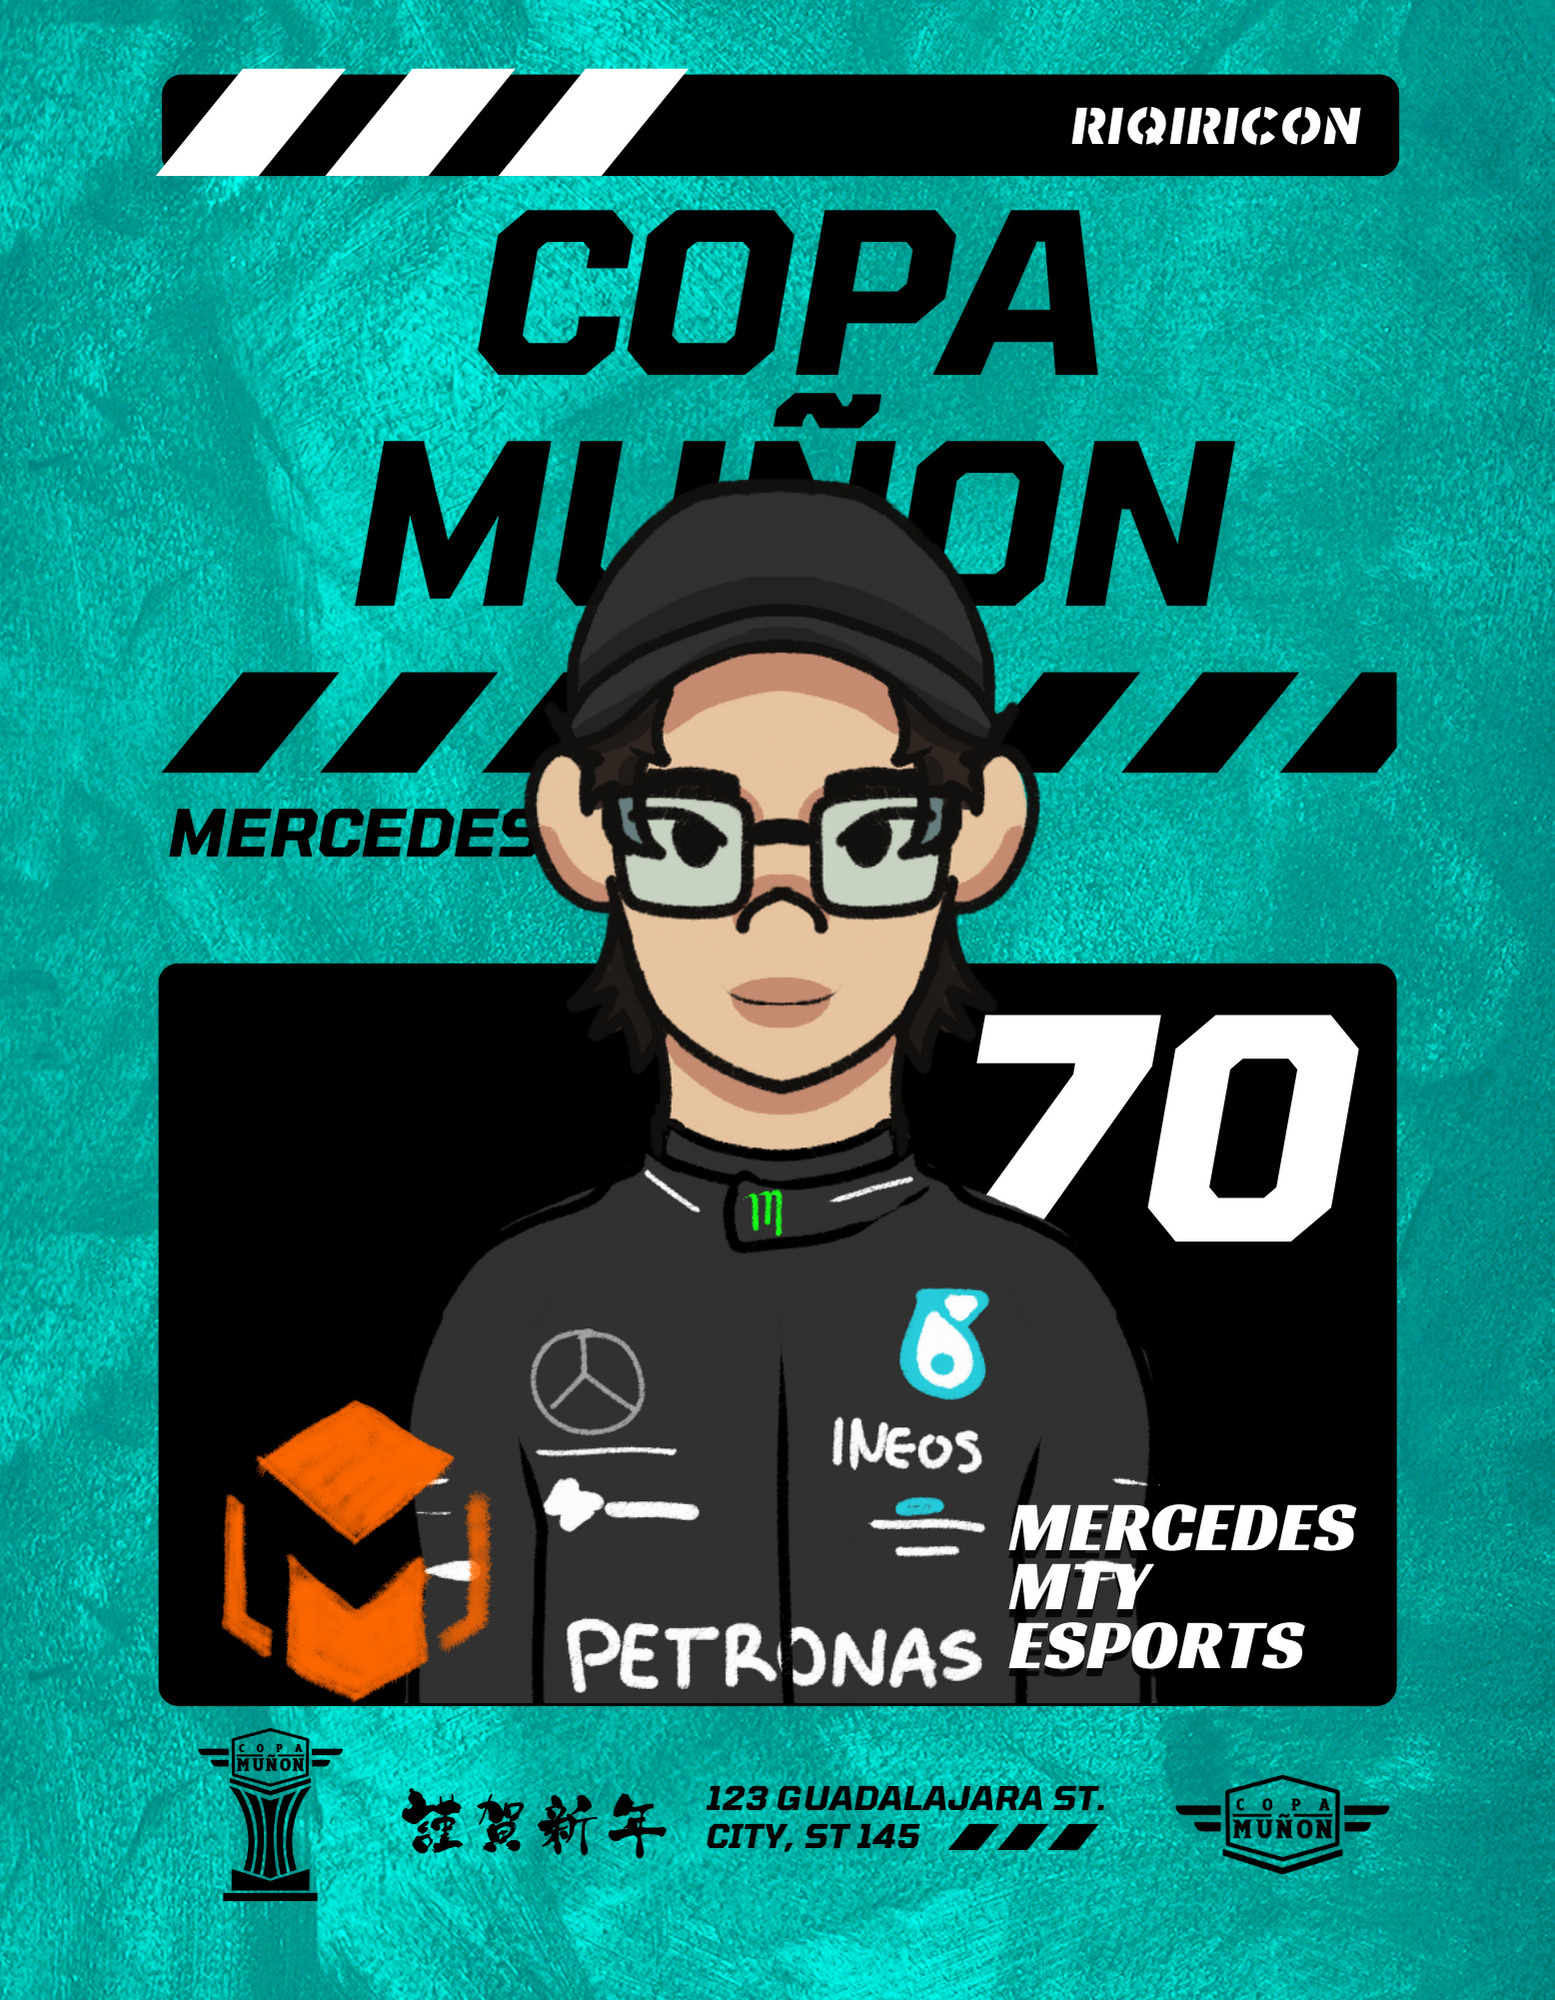 RIQIRICON
COPA
MUÑON
MERCEDES
70
INEOS
PETRONAS
MERCEDES
MTY
ESPORTS
COPA
MUÑON
謹賀新年
123 GUADALAJARA ST.
CITY, ST 145
COPA
MUÑON